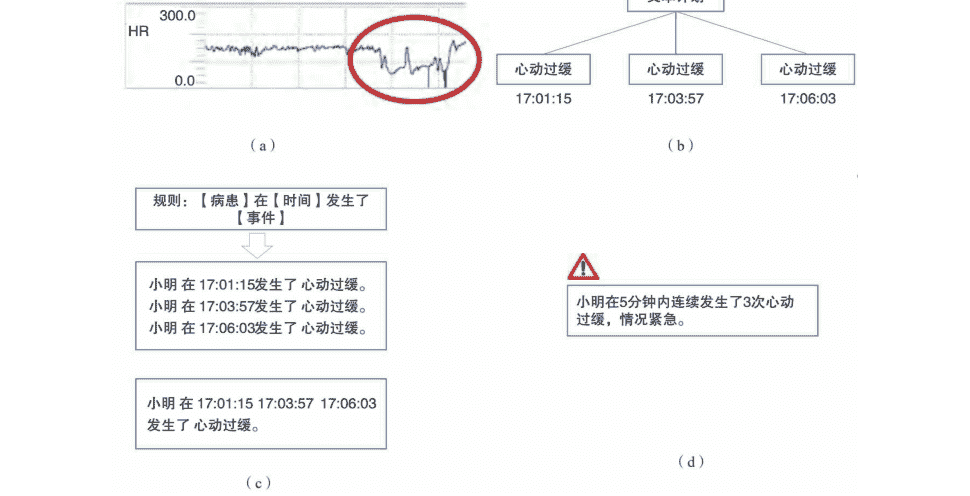 300.0
HR
0.0
（a）
心动过缓
心动过缓
心动过缓
17:01:15
17:03:57
17:06:03
（b）
规则：【病患】在【时间】发生了
【事件】
小明 在 17:01:15发生了 心动过缓。
小明 在 17:03:57发生了 心动过缓。
小明 在 17:06:03发生了 心动过缓。
小明 在 17:01:15 17:03:57 17:06:03
发生了 心动过缓。
（c）
小明在5分钟内连续发生了3次心动
过缓，情况紧急。
（d）